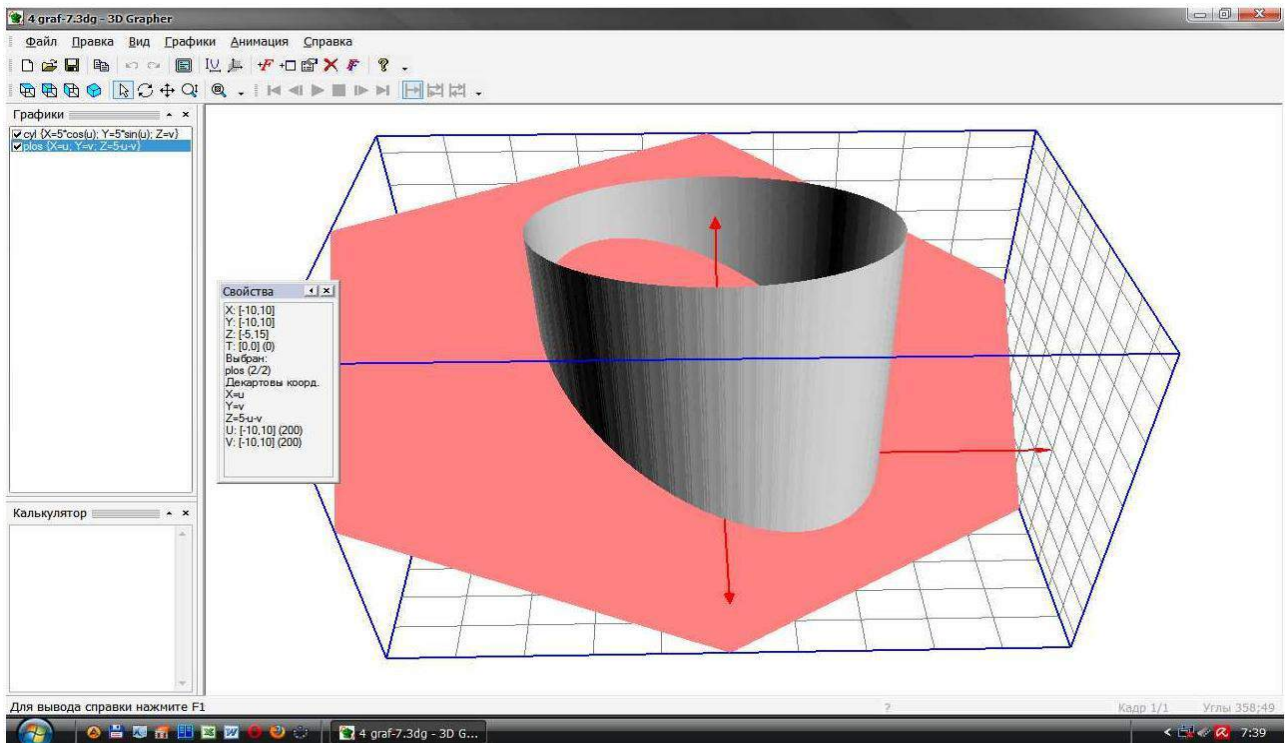 4 graf-7.3dg - 3D Grapher
Файл Правка Вид Графики Анимация Справка
Графики
cyl {X=5*cos(u); Y=5*sin(u); Z=v}
plos {X=u; Y=v; Z=5-u-v}
Свойства
X: [-10,10]
Y: [-10,10]
Z: [-5,15]
T: [0,0] (0)
Выбран:
plos (2/2)
Декартовы коорд.
X=u
Y=v
Z=5-u-v
U: [-10,10] (200)
V: [-10,10] (200)
Калькулятор
Для вывода справки нажмите F1
?
Кадр 1/1 Углы 358;49
4 graf-7.3dg - 3D G...
7:39